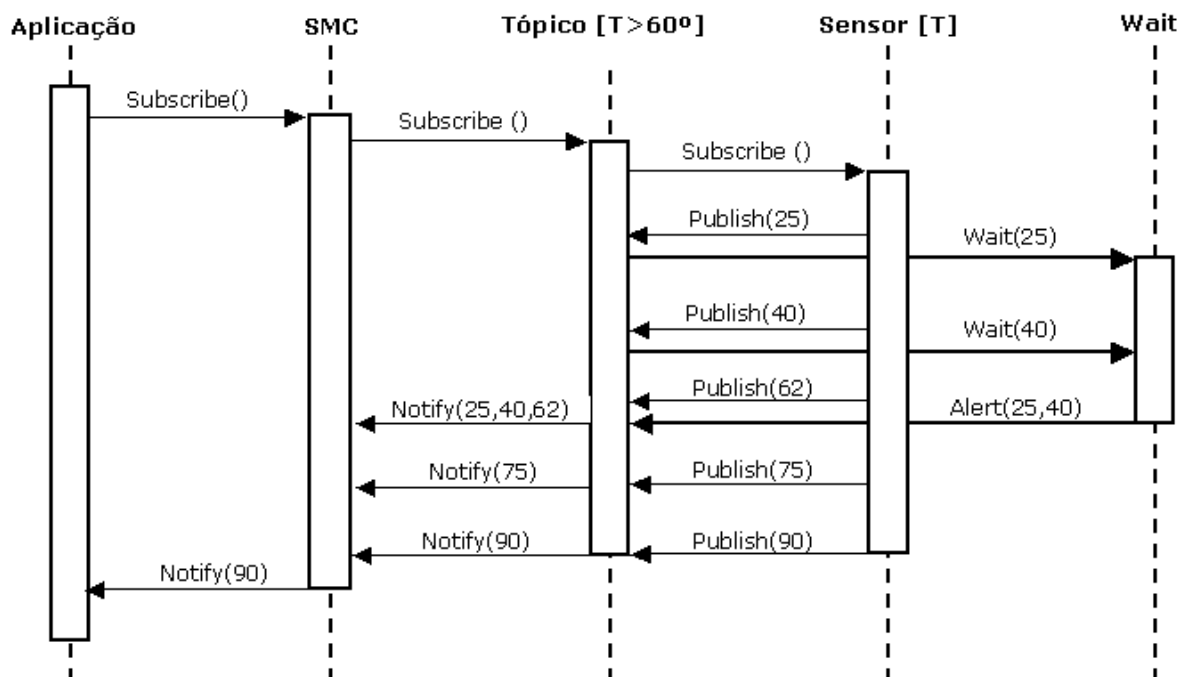 Aplicação SMC Tópico [T>60º] Sensor [T] Wait
Subscribe()
Subscribe ()
Subscribe ()
Publish(25)
Wait(25)
Publish(40)
Wait(40)
Publish(62)
Notify(25,40,62) Alert(25,40)
Notify(75) Publish(75)
Notify(90) Publish(90)
Notify(90)